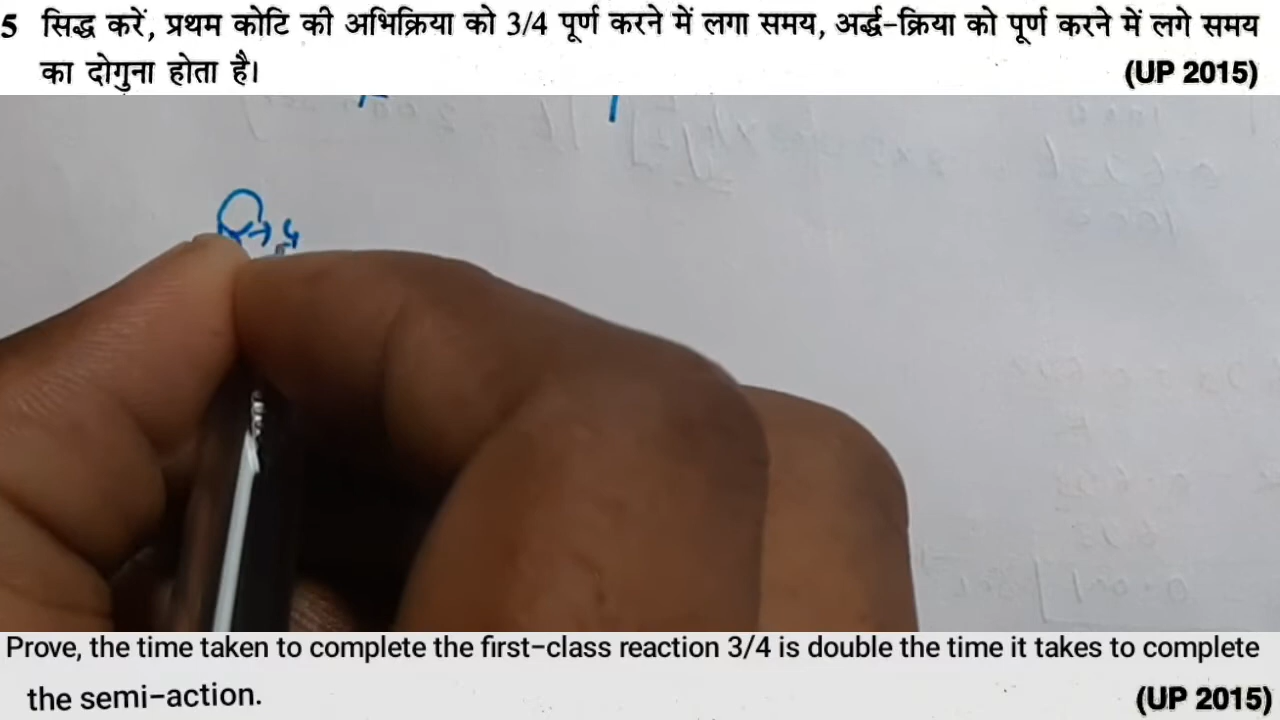 5 सिद्ध करें, प्रथम कोटि की अभिक्रिया को 3/4 पूर्ण करने में लगा समय, अर्द्ध-क्रिया को पूर्ण करने में लगे समय
का दोगुना होता है। (UP 2015)
Prove, the time taken to complete the first-class reaction 3/4 is double the time it takes to complete
the semi-action. (UP 2015)